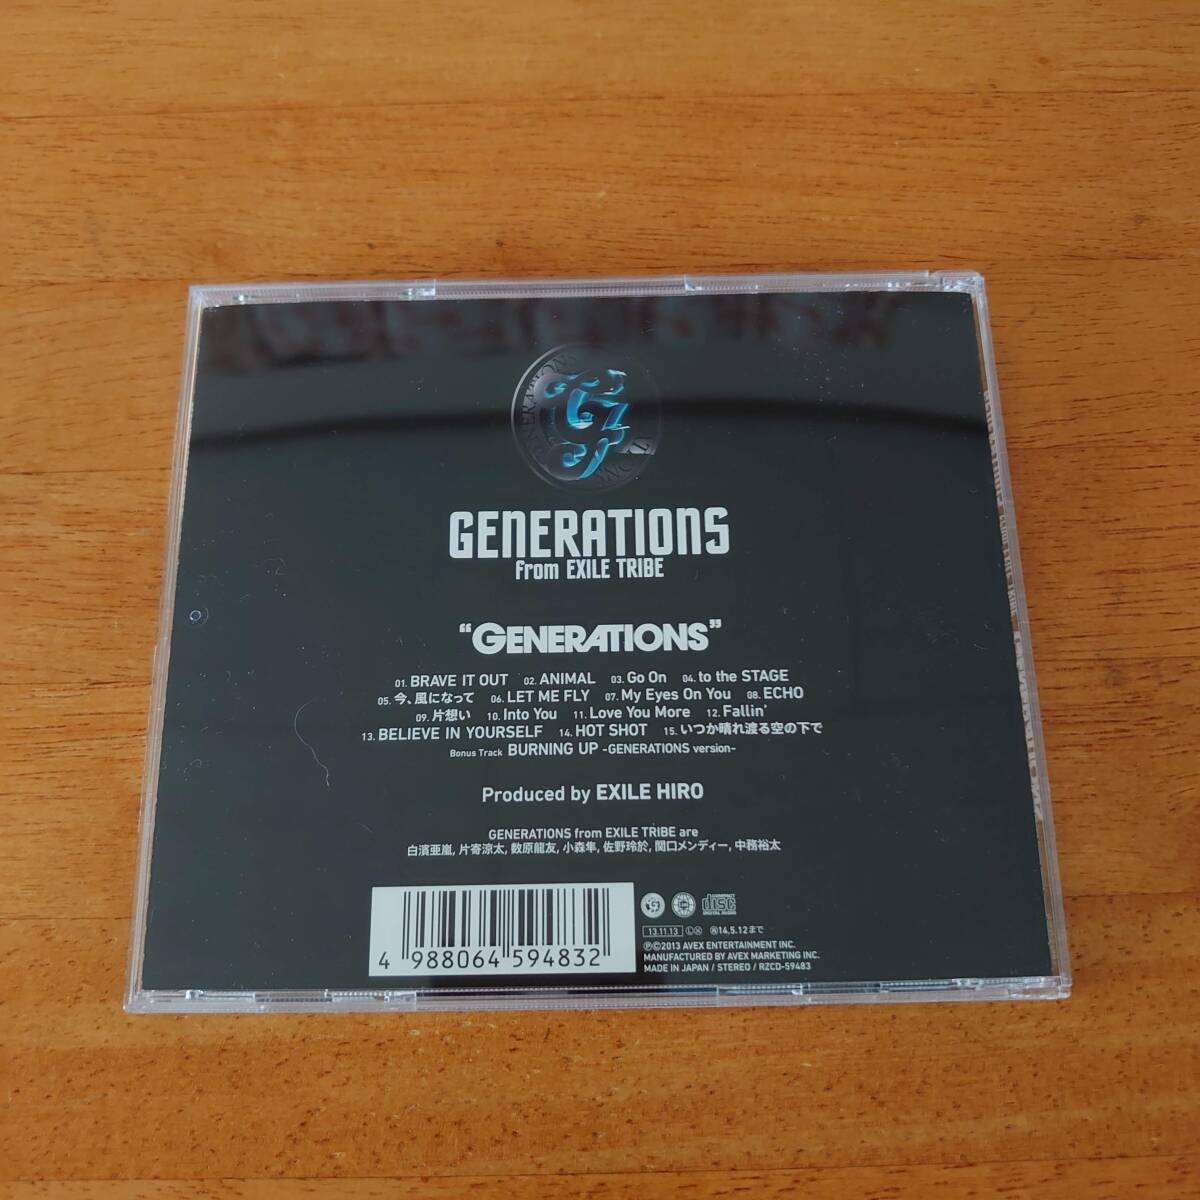 GENERATIONS
from EXILE TRIBE
“GENERATIONS”
01. BRAVE IT OUT 02. ANIMAL 03. Go On 04. to the STAGE
05. 今、風になって 06. LET ME FLY 07. My Eyes On You 08. ECHO
09. 片想い 10. Into You 11. Love You More 12. Fallin'
13. BELIEVE IN YOURSELF 14. HOT SHOT 15. いつか晴れ渡る空の下で
Bonus Track BURNING UP -GENERATIONS version-
Produced by EXILE HIRO
GENERATIONS from EXILE TRIBE are
白濱亜嵐, 片寄涼太, 数原龍友, 小森隼, 佐野玲於, 関口メンディー, 中務裕太
4 988064 594832
COMPACT
disc
DIGITAL AUDIO
13.11.13 Ⓛ Ⓧ 14.5.12まで
ⓅⒸ2013 AVEX ENTERTAINMENT INC.
MANUFACTURED BY AVEX MARKETING INC.
MADE IN JAPAN / STEREO / RZCD-59483